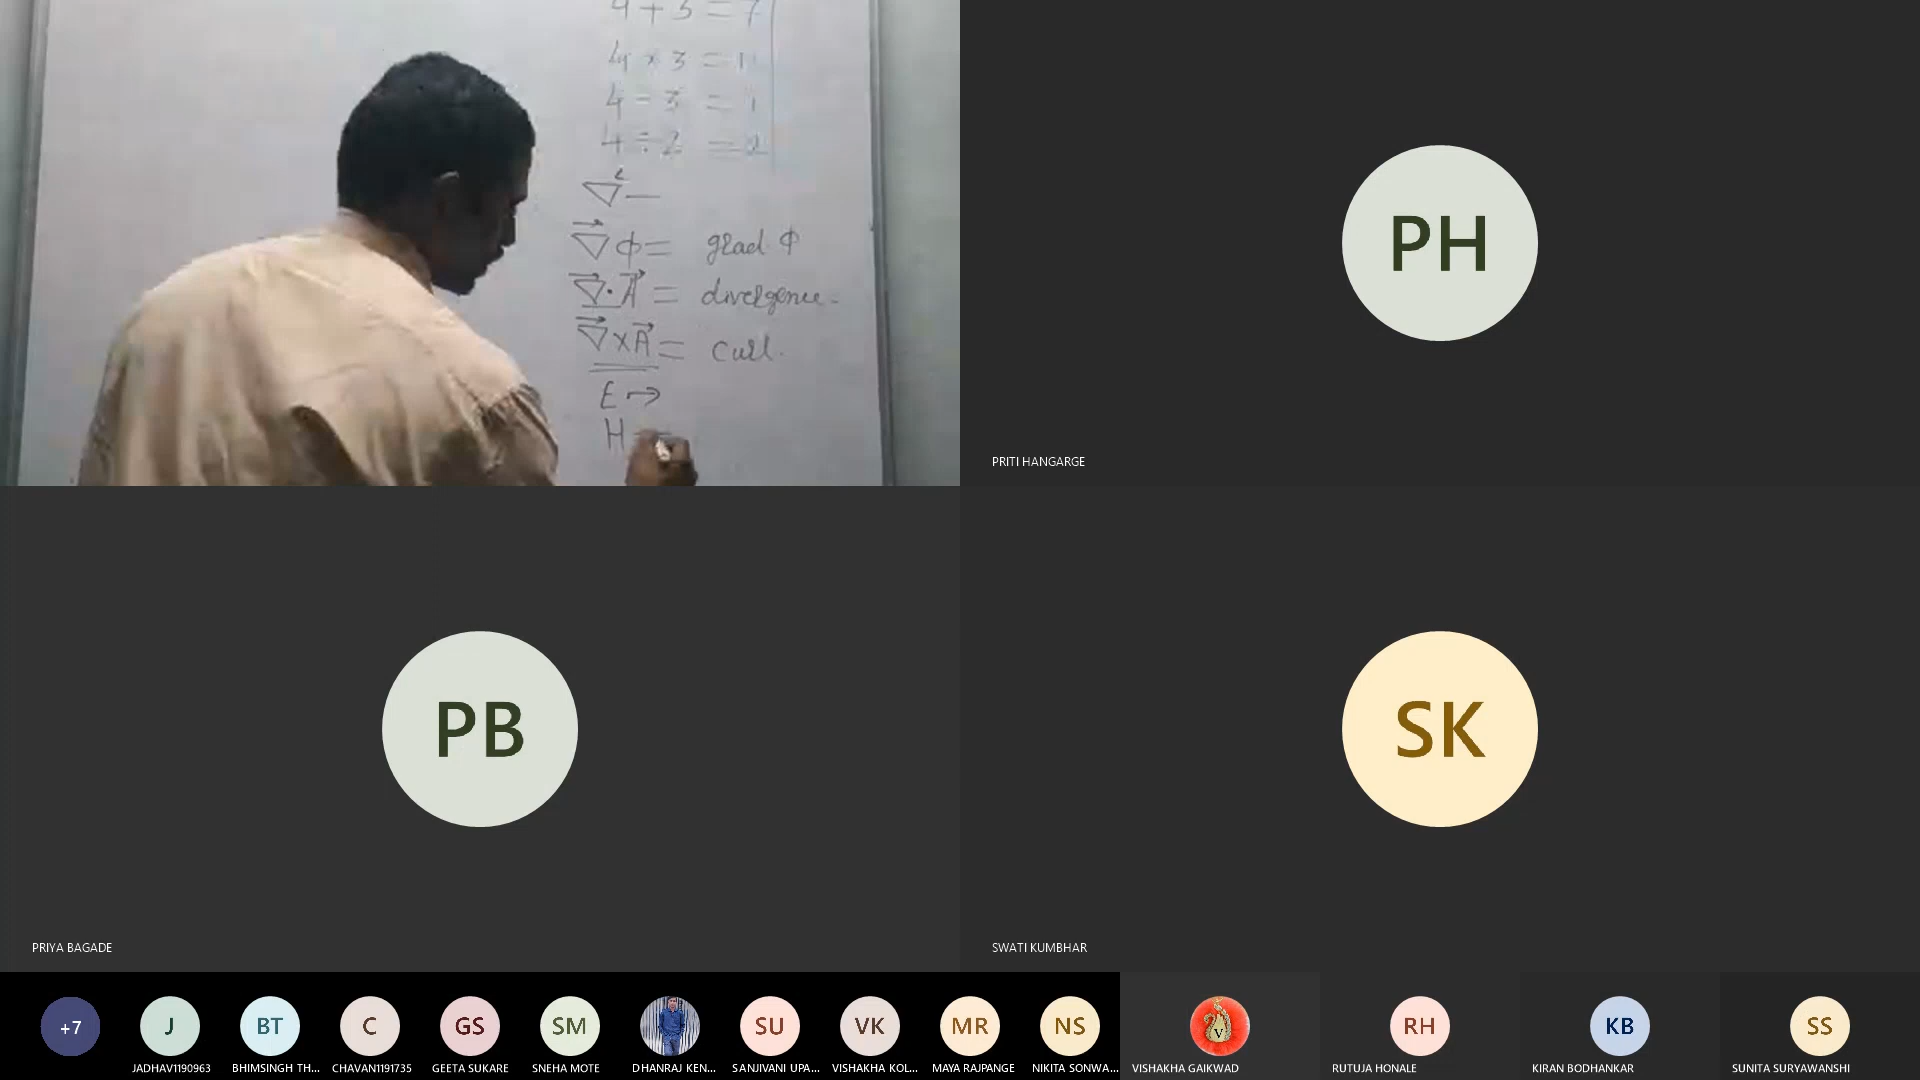 4 + 3 = 7
4 × 3 = 1
4 - 3 = 1
4 ÷ 2 = 2
∇² —
∇⃗ ϕ = grad ϕ
∇⃗ · A⃗ = divergence
∇⃗ × A⃗ = curl.
E →
H
PH
PRITI HANGARGE
PB
SK
PRIYA BAGADE
SWATI KUMBHAR
+7 J BT C GS SM SU VK MR NS V RH KB SS
JADHAV1190963 BHIMSINGH TH... CHAVAN1191735 GEETA SUKARE SNEHA MOTE DHANRAJ KEN... SANJIVANI UPA... VISHAKHA KOL... MAYA RAJPANGE NIKITA SONWA... VISHAKHA GAIKWAD RUTUJA HONALE KIRAN BODHANKAR SUNITA SURYAWANSHI